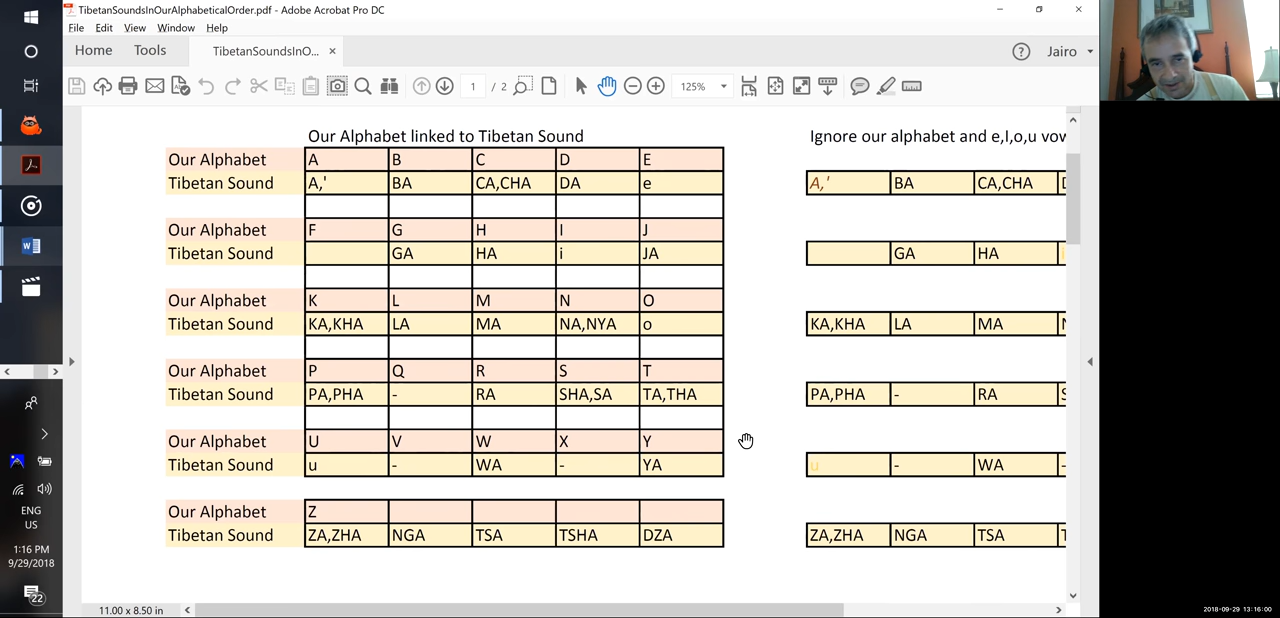 TibetanSoundsInOurAlphabeticalOrder.pdf - Adobe Acrobat Pro DC
File Edit View Window Help
Home Tools TibetanSoundsInO... × Jairo
1 / 2 125%
Our Alphabet linked to Tibetan Sound
Our Alphabet A B C D E
Tibetan Sound A,' BA CA,CHA DA e
Our Alphabet F G H I J
Tibetan Sound GA HA i JA
Our Alphabet K L M N O
Tibetan Sound KA,KHA LA MA NA,NYA o
Our Alphabet P Q R S T
Tibetan Sound PA,PHA - RA SHA,SA TA,THA
Our Alphabet U V W X Y
Tibetan Sound u - WA - YA
Our Alphabet Z
Tibetan Sound ZA,ZHA NGA TSA TSHA DZA
Ignore our alphabet and e,I,o,u vow
A,' BA CA,CHA
GA HA
KA,KHA LA MA
PA,PHA - RA
u - WA -
ZA,ZHA NGA TSA
11.00 x 8.50 in
ENG
US
1:16 PM
9/29/2018
22
2018-09-29 13:16:00